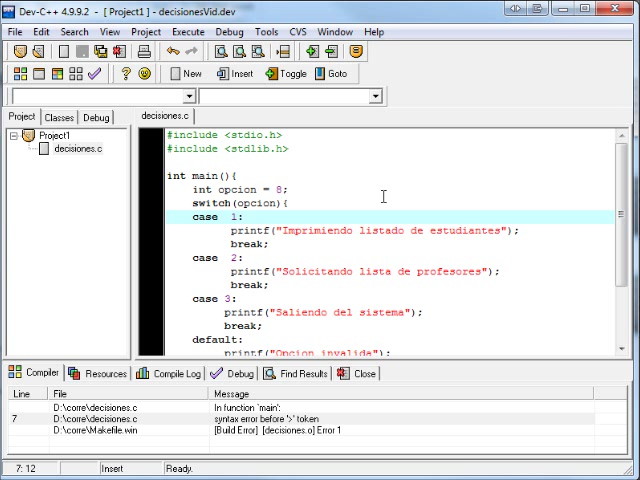 Dev-C++ 4.9.9.2 - [ Project1 ] - decisionesVid.dev
File Edit Search View Project Execute Debug Tools CVS Window Help
New Insert Toggle Goto
Project Classes Debug
decisiones.c
Project1
decisiones.c
#include <stdio.h>
#include <stdlib.h>
int main(){
int opcion = 8;
switch(opcion){
case 1:
printf("Imprimiendo listado de estudiantes");
break;
case 2:
printf("Solicitando lista de profesores");
break;
case 3:
printf("Saliendo del sistema");
break;
default:
printf("Opcion invalida");
Compiler Resources Compile Log Debug Find Results Close
Line File Message
D:\corre\decisiones.c In function `main':
7 D:\corre\decisiones.c syntax error before '>' token
D:\corre\Makefile.win [Build Error] [decisiones.o] Error 1
7: 12 Insert Ready.